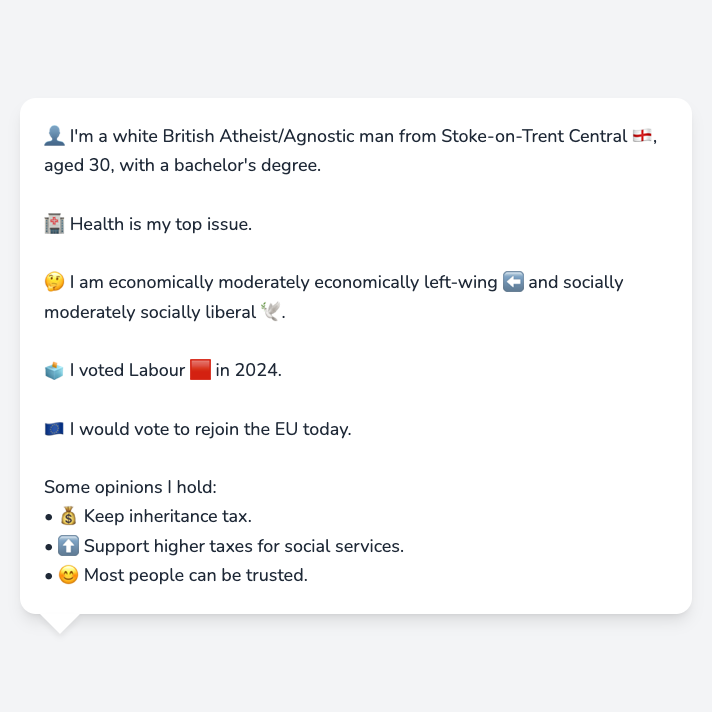 👤 I'm a white British Atheist/Agnostic man from Stoke-on-Trent Central 🏴󠁧󠁢󠁥󠁮󠁧󠁿,
aged 30, with a bachelor's degree.
🏥 Health is my top issue.
🤔 I am economically moderately economically left-wing ⬅️ and socially
moderately socially liberal 🕊️.
🗳️ I voted Labour 🟥 in 2024.
🇪🇺 I would vote to rejoin the EU today.
Some opinions I hold:
• 💰 Keep inheritance tax.
• ⬆️ Support higher taxes for social services.
• 😊 Most people can be trusted.